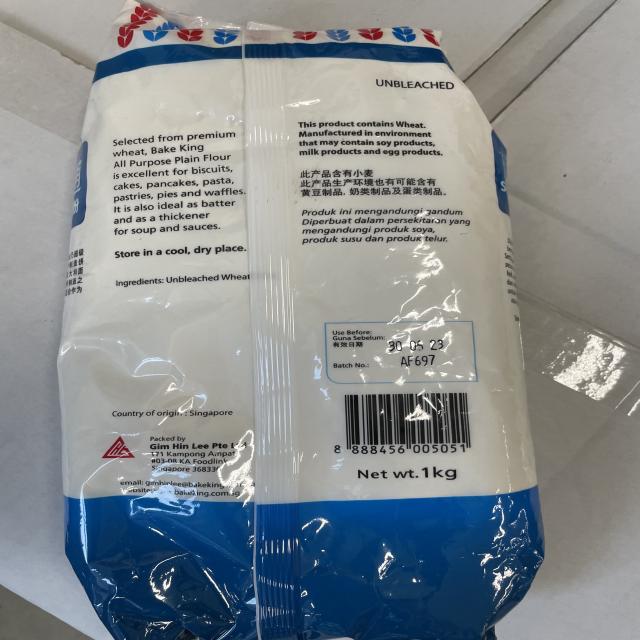 UNBLEACHED
Selected from premium
wheat, Bake King
All Purpose Plain Flour
is excellent for biscuits,
cakes, pancakes, pasta,
pastries, pies and waffles.
It is also ideal as batter
and as a thickener
for soup and sauces.
Store in a cool, dry place.
Ingredients: Unbleached Wheat
This product contains Wheat.
Manufactured in environment
that may contain soy products,
milk products and egg products.
此产品含有小麦
此产品生产环境也有可能含有
黄豆制品, 奶类制品及蛋类制品。
Produk ini mengandungi gandum
Diperbuat dalam persekitaran yang
mengandungi produk soya,
produk susu dan produk telur.
Use Before:
Guna Sebelum:
有效日期
30 05 23
Batch No.:
AF697
8 888456 005051
Net wt.1kg
Country of origin : Singapore
Packed by
Gim Hin Lee Pte
171 Kampong Ampat
#03-08 KA Foodlink
Singapore